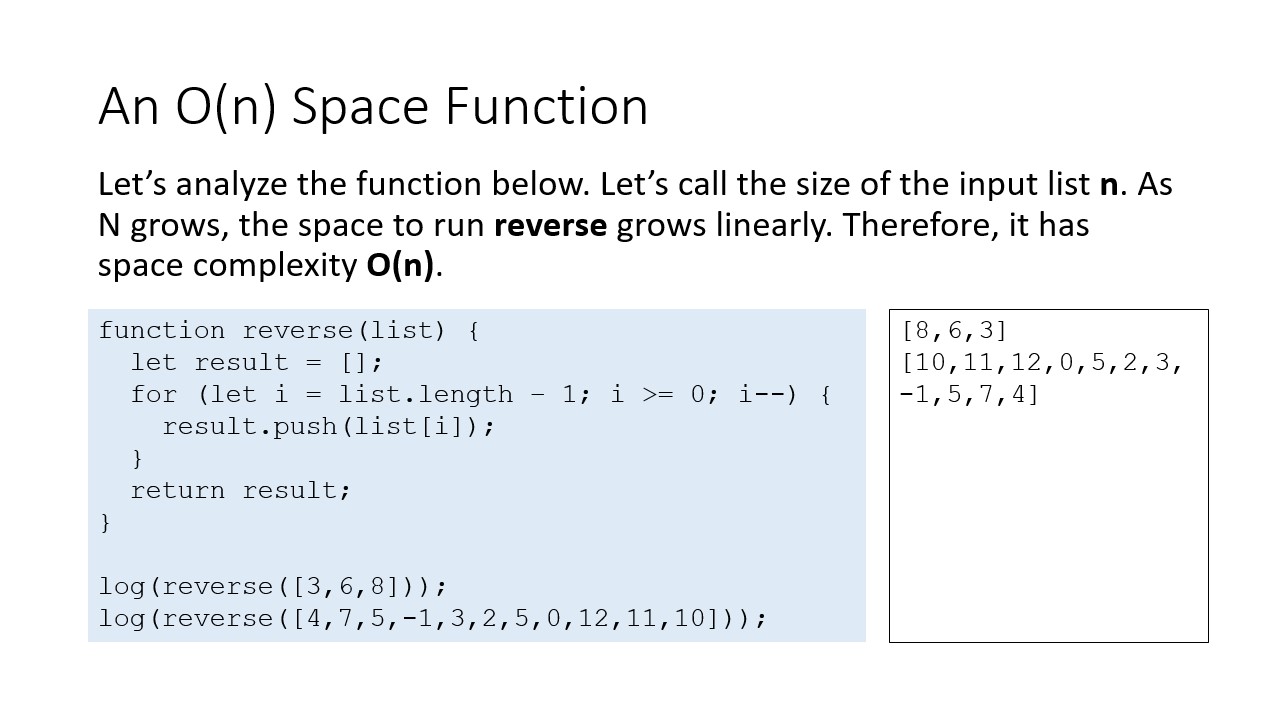 An O(n) Space Function
Let’s analyze the function below. Let’s call the size of the input list n. As
N grows, the space to run reverse grows linearly. Therefore, it has
space complexity O(n).
function reverse(list) {
  let result = [];
  for (let i = list.length – 1; i >= 0; i--) {
    result.push(list[i]);
  }
  return result;
}
log(reverse([3,6,8]));
log(reverse([4,7,5,-1,3,2,5,0,12,11,10]));
[8,6,3]
[10,11,12,0,5,2,3,
-1,5,7,4]